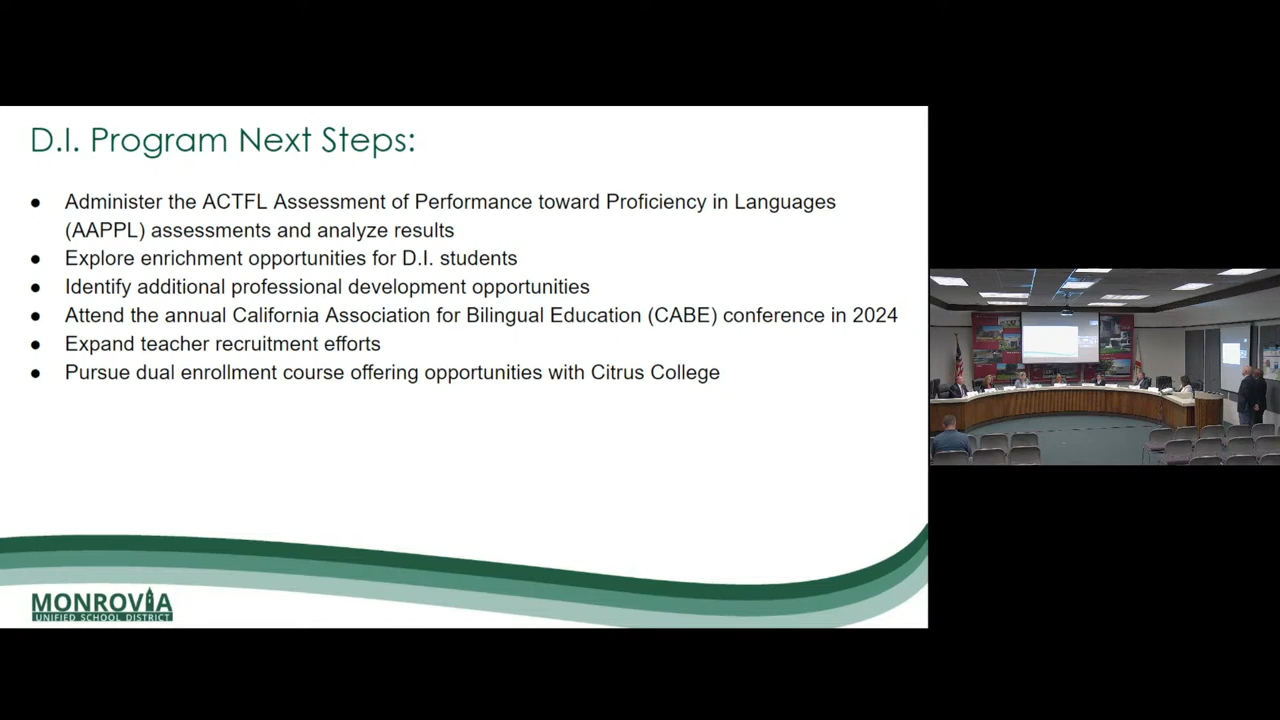 D.I. Program Next Steps:
● Administer the ACTFL Assessment of Performance toward Proficiency in Languages
(AAPPL) assessments and analyze results
● Explore enrichment opportunities for D.I. students
● Identify additional professional development opportunities
● Attend the annual California Association for Bilingual Education (CABE) conference in 2024
● Expand teacher recruitment efforts
● Pursue dual enrollment course offering opportunities with Citrus College
MONROVIA
UNIFIED SCHOOL DISTRICT